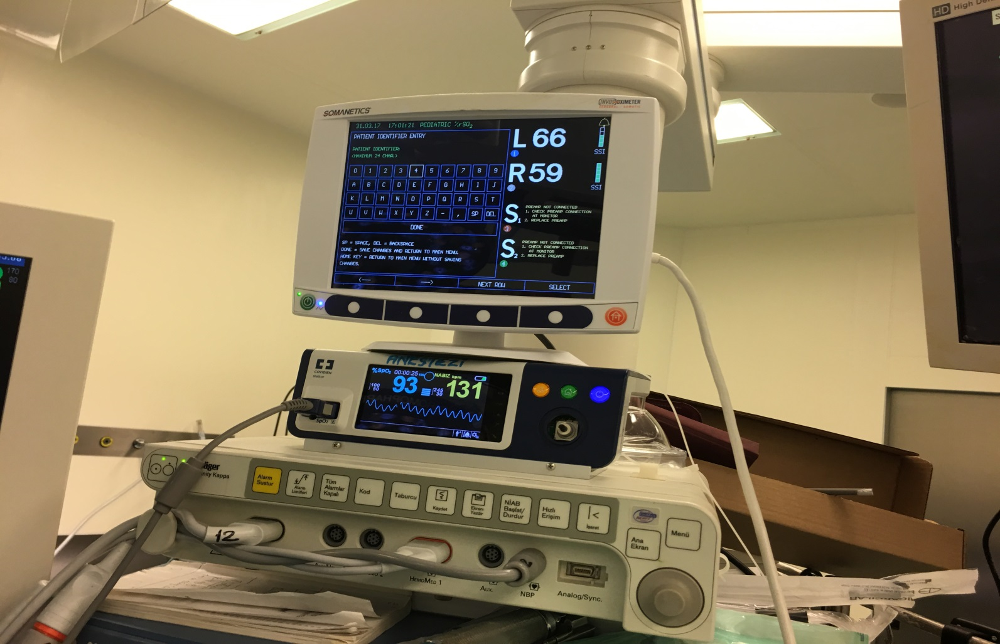 HD High Def
SOMANETICS
INVOS OXIMETER
CEREBRAL SOMATIC
31.03.17 17:01:21 PEDIATRIC %rSO₂
PATIENT IDENTIFIER ENTRY
PATIENT IDENTIFIER:
<MAXIMUM 24 CHAR.>
0 1 2 3 4 5 6 7 8 9
A B C D E F G H I J
K L M N O P Q R S T
U V W X Y Z - , SP DEL
DONE
SP = SPACE, DEL = BACKSPACE
DONE = SAVE CHANGES AND RETURN TO MAIN MENU.
HOME KEY = RETURN TO MAIN MENU WITHOUT SAVING
CHANGES.
<--- ---> NEXT ROW SELECT
L 66
1
SSI
R 59
2
SSI
S1
3
PREAMP NOT CONNECTED
1. CHECK PREAMP CONNECTION
AT MONITOR
2. REPLACE PREAMP
S2
4
PREAMP NOT CONNECTED
1. CHECK PREAMP CONNECTION
AT MONITOR
2. REPLACE PREAMP
170
80
ANESTEZI
COVIDIEN
Nellcor
%SpO₂ 00:00:25 NABIZ bpm
100
50
93
245
30
131
SpO₂
äger
inity Kappa
Alarm
Sustur
Alarm
Limitleri
Tüm
Alarmlar
Kapalı
Kod
Taburcu
Kaydet
Ekranı
Yazdır
NİAB
Başlat/
Durdur
Hızlı
Erişim
İşaret
Ana
Ekran
Menü
12
HemoMed 1
Aux.
NBP
Analog/Sync.